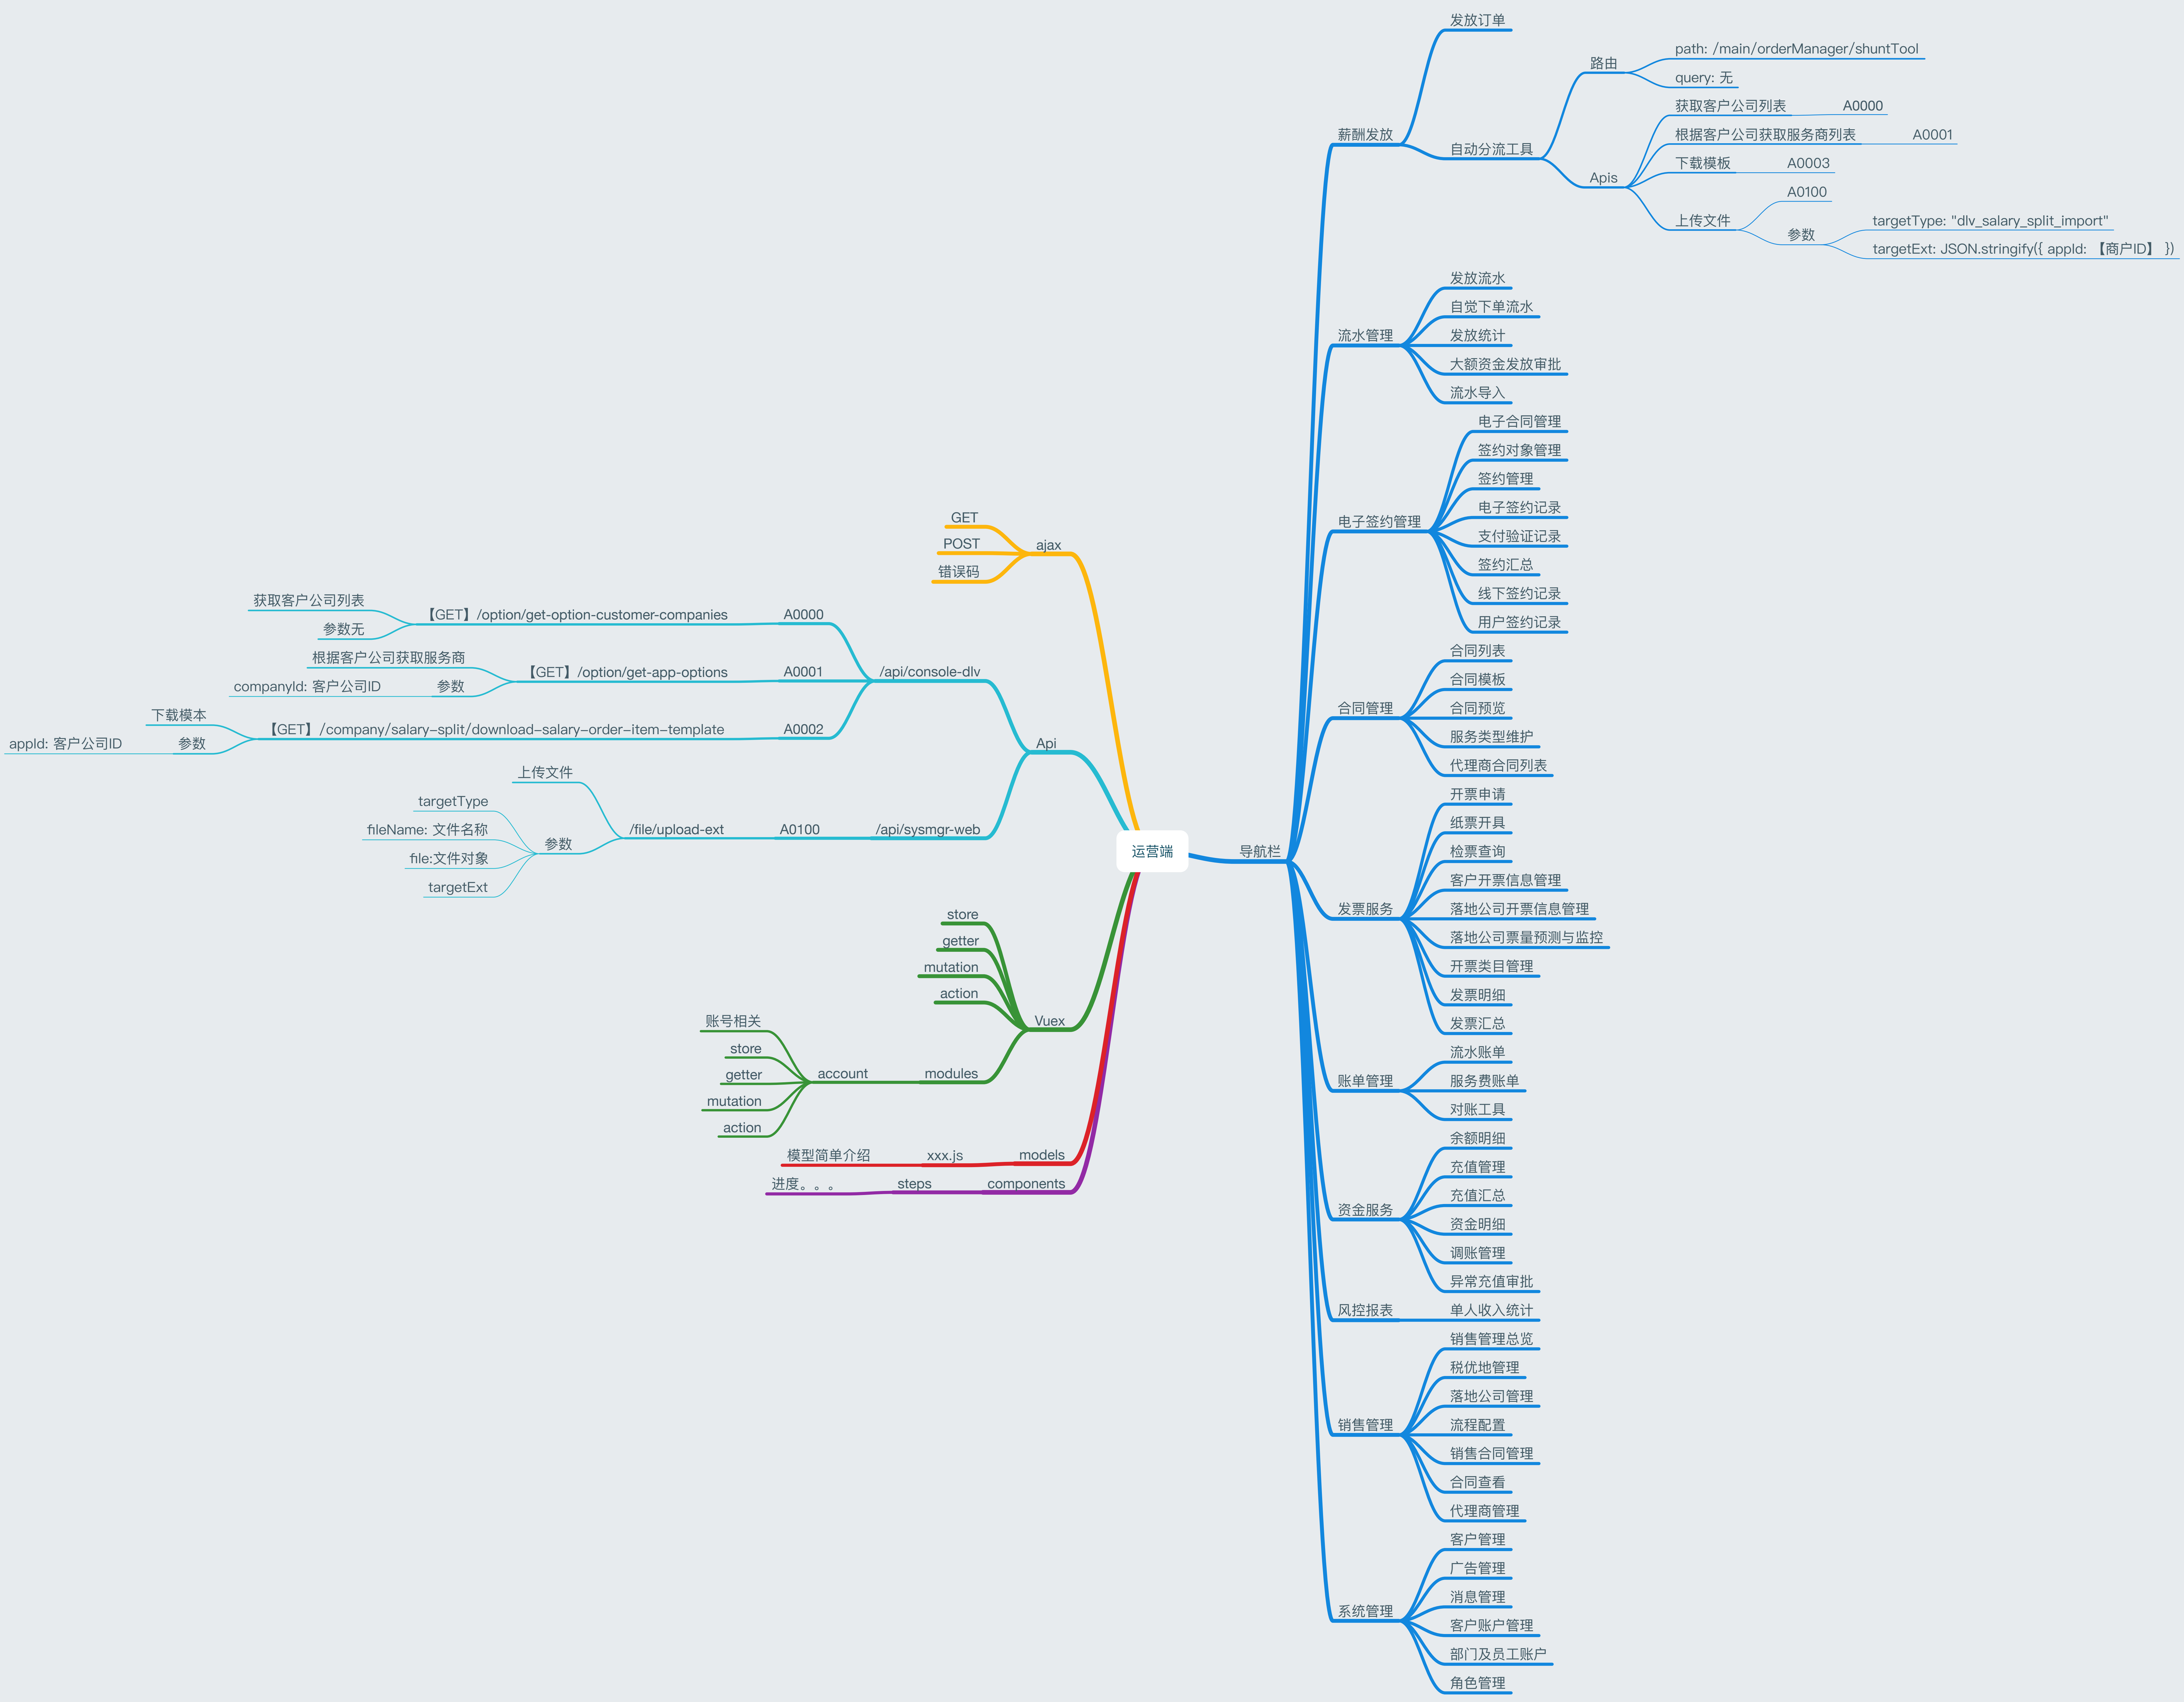 运营端
ajax
GET
POST
错误码
Api
/api/console-dlv
A0000
【GET】/option/get-option-customer-companies
获取客户公司列表
参数无
A0001
【GET】/option/get-app-options
根据客户公司获取服务商
参数
companyId: 客户公司ID
A0002
【GET】/company/salary-split/download-salary-order-item-template
下载模本
参数
appId: 客户公司ID
/api/sysmgr-web
A0100
/file/upload-ext
上传文件
参数
targetType
fileName: 文件名称
file:文件对象
targetExt
Vuex
store
getter
mutation
action
modules
account
账号相关
store
getter
mutation
action
models
xxx.js
模型简单介绍
components
steps
进度。。。
导航栏
薪酬发放
发放订单
自动分流工具
路由
path: /main/orderManager/shuntTool
query: 无
Apis
获取客户公司列表
A0000
根据客户公司获取服务商列表
A0001
下载模板
A0003
上传文件
A0100
参数
targetType: "dlv_salary_split_import"
targetExt: JSON.stringify({ appId: 【商户ID】 })
流水管理
发放流水
自觉下单流水
发放统计
大额资金发放审批
流水导入
电子签约管理
电子合同管理
签约对象管理
签约管理
电子签约记录
支付验证记录
签约汇总
线下签约记录
用户签约记录
合同管理
合同列表
合同模板
合同预览
服务类型维护
代理商合同列表
发票服务
开票申请
纸票开具
检票查询
客户开票信息管理
落地公司开票信息管理
落地公司票量预测与监控
开票类目管理
发票明细
发票汇总
账单管理
流水账单
服务费账单
对账工具
资金服务
余额明细
充值管理
充值汇总
资金明细
调账管理
异常充值审批
风控报表
单人收入统计
销售管理
销售管理总览
税优地管理
落地公司管理
流程配置
销售合同管理
合同查看
代理商管理
系统管理
客户管理
广告管理
消息管理
客户账户管理
部门及员工账户
角色管理